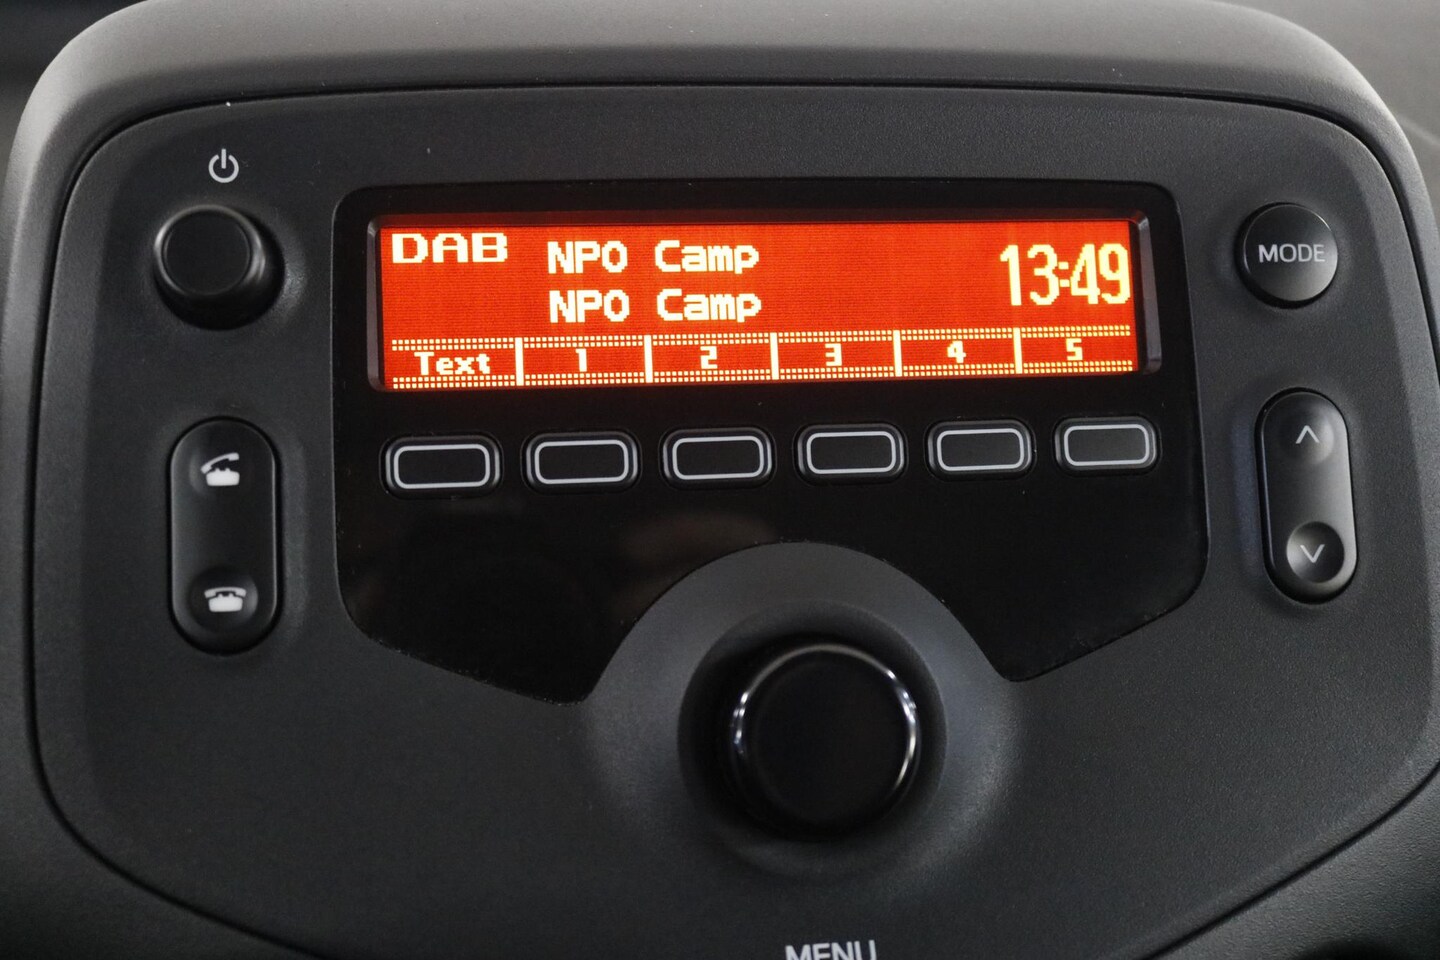 DAB NPO Camp 13:49
NPO Camp
Text 1 2 3 4 5
MODE
MENU